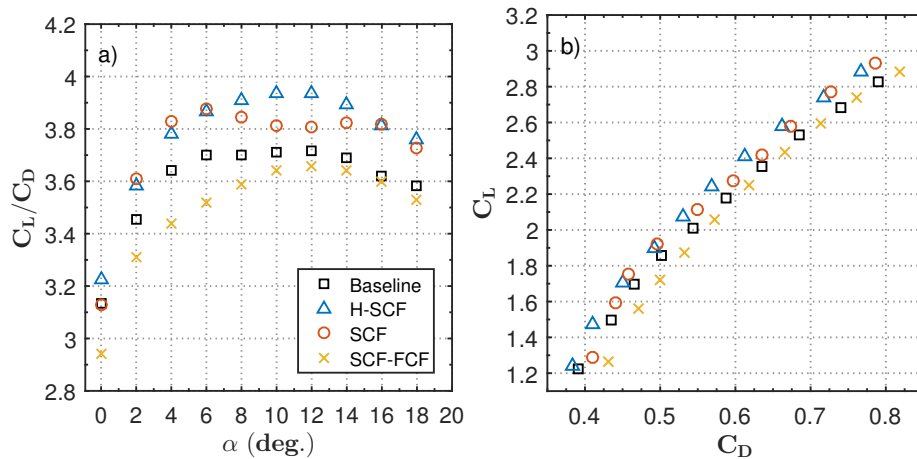 a)
C_L/C_D
4.2
4
3.8
3.6
3.4
3.2
3
2.8
Baseline
H-SCF
SCF
SCF-FCF
0 2 4 6 8 10 12 14 16 18 20
α (deg.)
b)
C_L
3.2
3
2.8
2.6
2.4
2.2
2
1.8
1.6
1.4
1.2
0.4 0.5 0.6 0.7 0.8
C_D